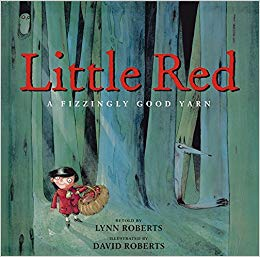 Little Red
A FIZZINGLY GOOD YARN
RETOLD BY
LYNN ROBERTS
ILLUSTRATED BY
DAVID ROBERTS